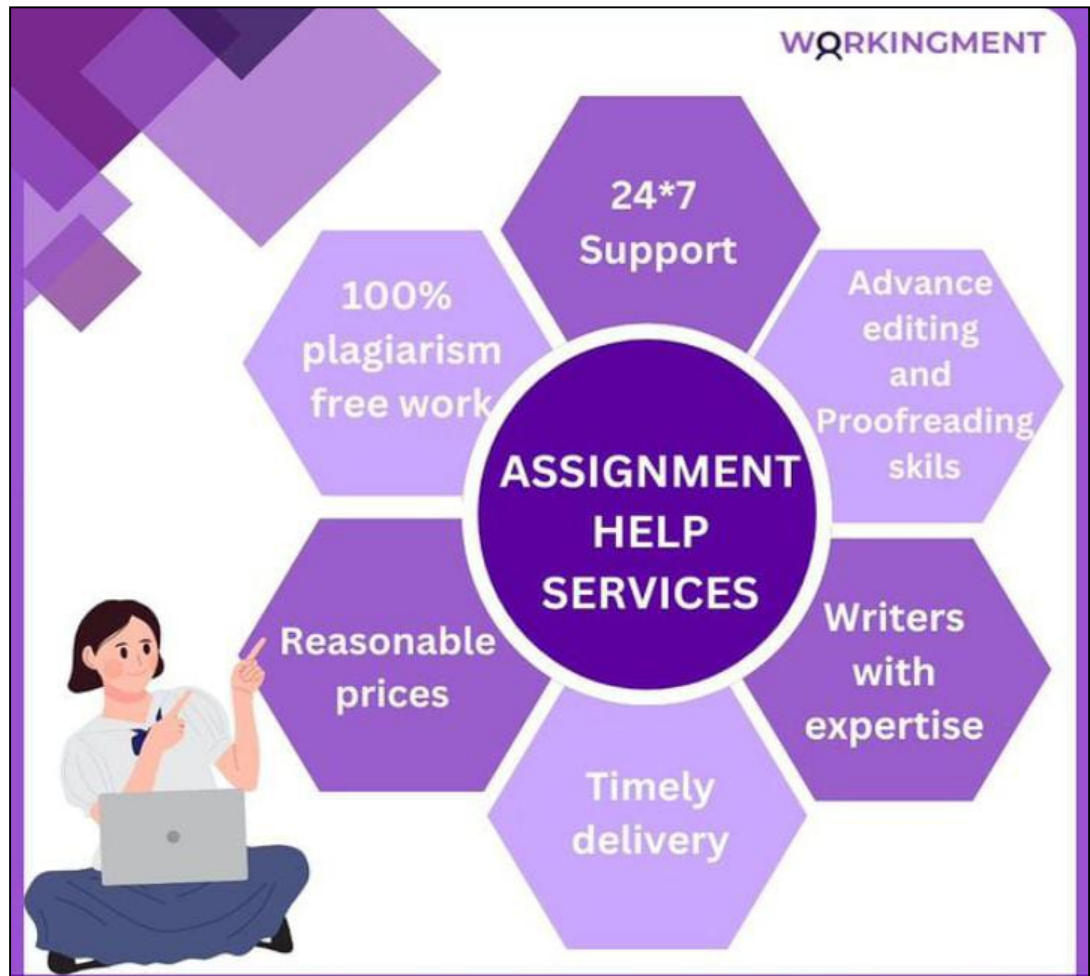 WORKINGMENT
24*7
Support
100%
plagiarism
free work
Advance
editing
and
Proofreading
skils
ASSIGNMENT
HELP
SERVICES
Reasonable
prices
Writers
with
expertise
Timely
delivery